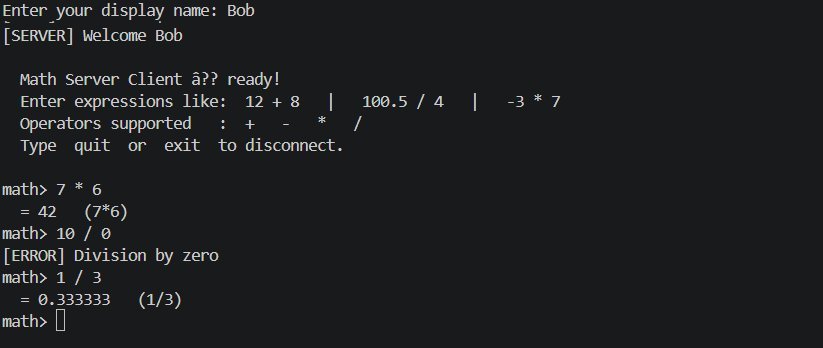 Enter your display name: Bob
[SERVER] Welcome Bob
Math Server Client â?? ready!
Enter expressions like:  12 + 8   |   100.5 / 4   |   -3 * 7
Operators supported   :  +   -   *   /
Type  quit  or  exit  to disconnect.
math> 7 * 6
= 42   (7*6)
math> 10 / 0
[ERROR] Division by zero
math> 1 / 3
= 0.333333   (1/3)
math>